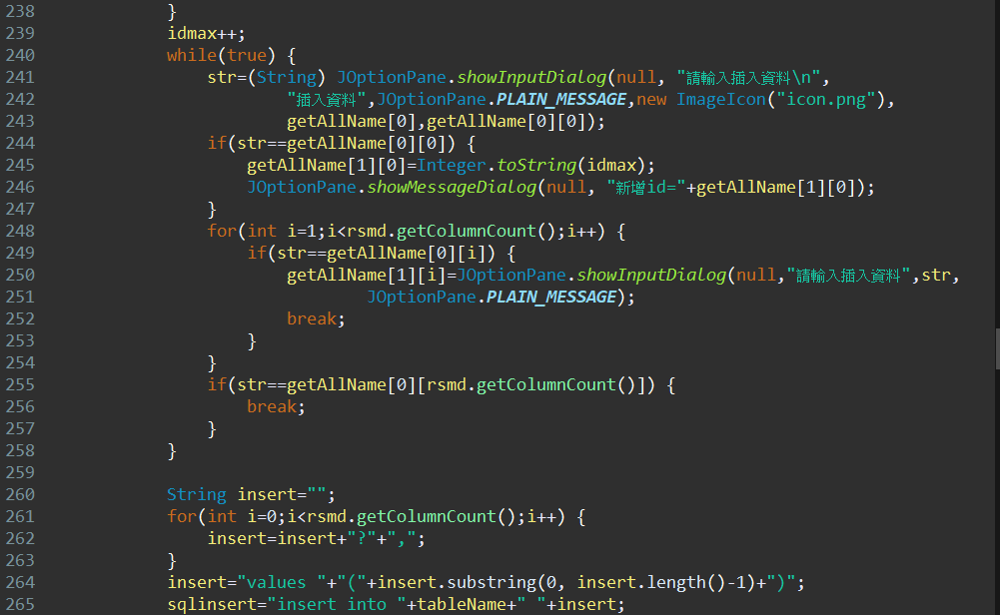 238 }
239 idmax++;
240 while(true) {
241 str=(String) JOptionPane.showInputDialog(null, "請輸入插入資料\n",
242 "插入資料",JOptionPane.PLAIN_MESSAGE,new ImageIcon("icon.png"),
243 getAllName[0],getAllName[0][0]);
244 if(str==getAllName[0][0]) {
245 getAllName[1][0]=Integer.toString(idmax);
246 JOptionPane.showMessageDialog(null, "新增id="+getAllName[1][0]);
247 }
248 for(int i=1;i<rsmd.getColumnCount();i++) {
249 if(str==getAllName[0][i]) {
250 getAllName[1][i]=JOptionPane.showInputDialog(null,"請輸入插入資料",str,
251 JOptionPane.PLAIN_MESSAGE);
252 break;
253 }
254 }
255 if(str==getAllName[0][rsmd.getColumnCount()]) {
256 break;
257 }
258 }
259
260 String insert="";
261 for(int i=0;i<rsmd.getColumnCount();i++) {
262 insert=insert+"?"+",";
263 }
264 insert="values "+"("+insert.substring(0, insert.length()-1)+")";
265 sqlinsert="insert into "+tableName+" "+insert;